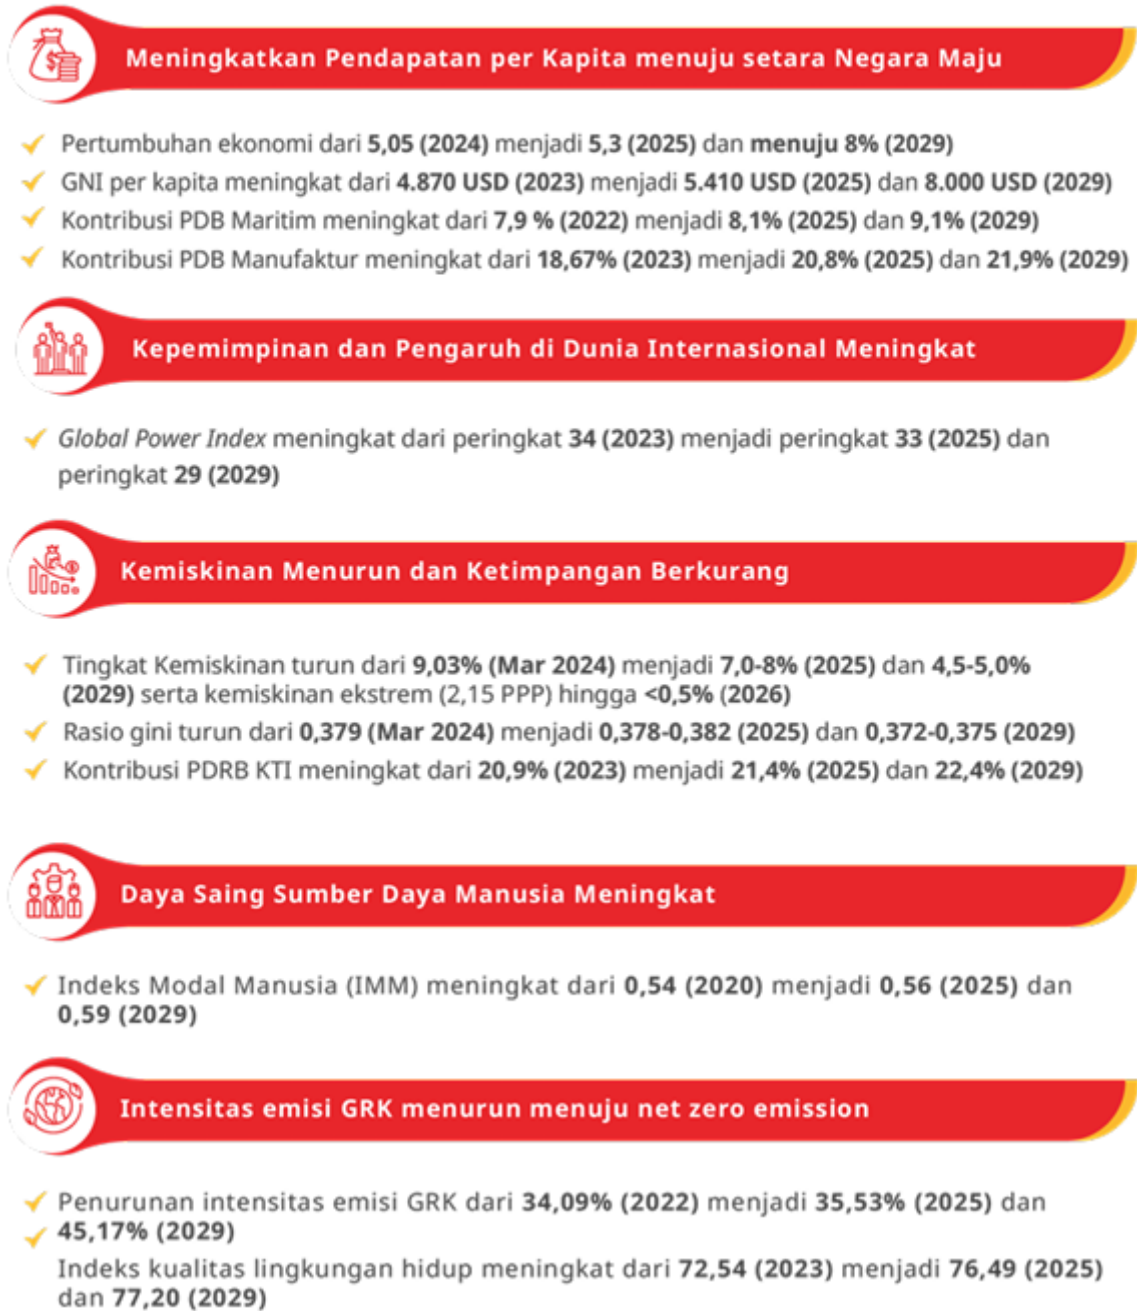 Meningkatkan Pendapatan per Kapita menuju setara Negara Maju
Pertumbuhan ekonomi dari 5,05 (2024) menjadi 5,3 (2025) dan menuju 8% (2029)
GNI per kapita meningkat dari 4.870 USD (2023) menjadi 5.410 USD (2025) dan 8.000 USD (2029)
Kontribusi PDB Maritim meningkat dari 7,9 % (2022) menjadi 8,1% (2025) dan 9,1% (2029)
Kontribusi PDB Manufaktur meningkat dari 18,67% (2023) menjadi 20,8% (2025) dan 21,9% (2029)
Kepemimpinan dan Pengaruh di Dunia Internasional Meningkat
Global Power Index meningkat dari peringkat 34 (2023) menjadi peringkat 33 (2025) dan
peringkat 29 (2029)
Kemiskinan Menurun dan Ketimpangan Berkurang
Tingkat Kemiskinan turun dari 9,03% (Mar 2024) menjadi 7,0-8% (2025) dan 4,5-5,0%
(2029) serta kemiskinan ekstrem (2,15 PPP) hingga <0,5% (2026)
Rasio gini turun dari 0,379 (Mar 2024) menjadi 0,378-0,382 (2025) dan 0,372-0,375 (2029)
Kontribusi PDRB KTI meningkat dari 20,9% (2023) menjadi 21,4% (2025) dan 22,4% (2029)
Daya Saing Sumber Daya Manusia Meningkat
Indeks Modal Manusia (IMM) meningkat dari 0,54 (2020) menjadi 0,56 (2025) dan
0,59 (2029)
Intensitas emisi GRK menurun menuju net zero emission
Penurunan intensitas emisi GRK dari 34,09% (2022) menjadi 35,53% (2025) dan
45,17% (2029)
Indeks kualitas lingkungan hidup meningkat dari 72,54 (2023) menjadi 76,49 (2025)
dan 77,20 (2029)